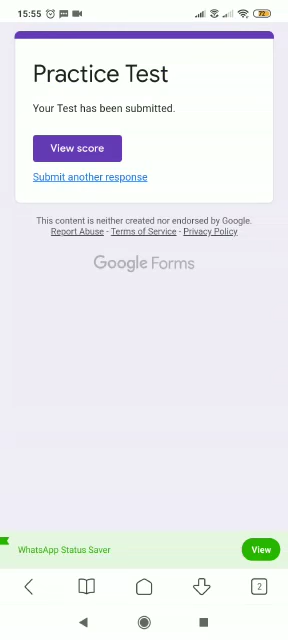 15:55
72
Practice Test
Your Test has been submitted.
View score
Submit another response
This content is neither created nor endorsed by Google.
Report Abuse - Terms of Service - Privacy Policy
Google Forms
WhatsApp Status Saver
View
2